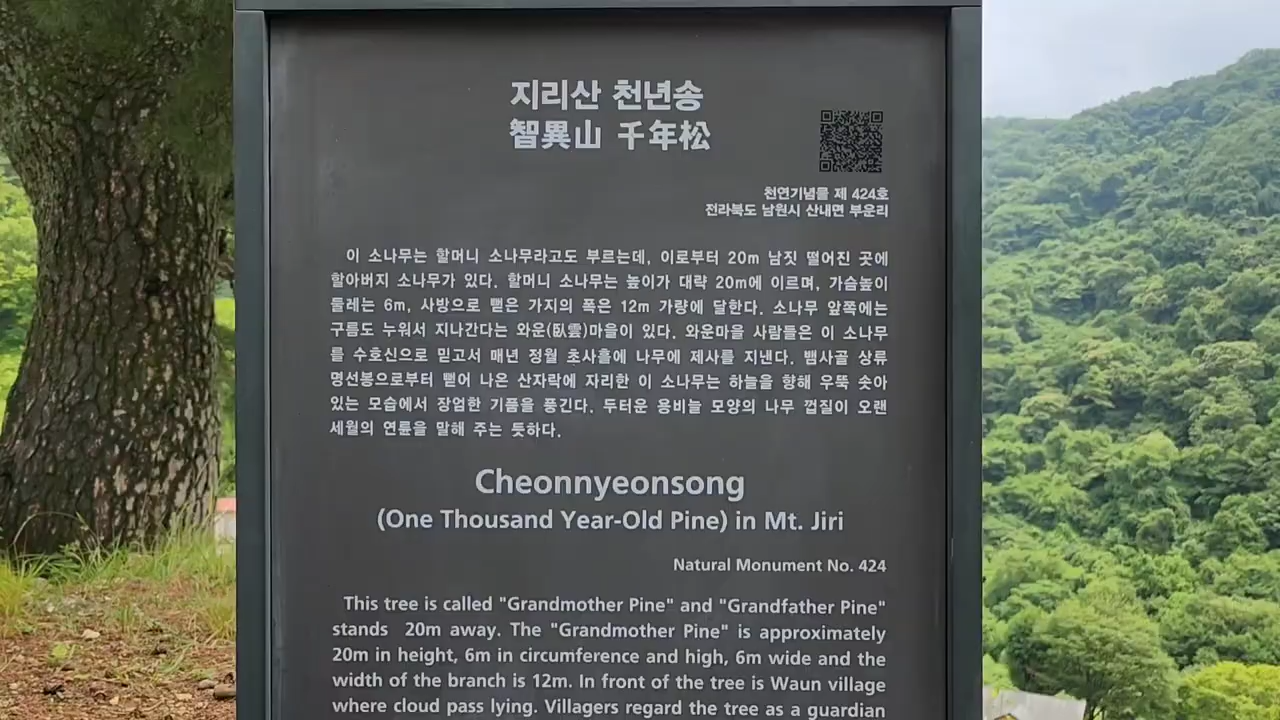 지리산 천년송
智異山 千年松
천연기념물 제 424호
전라북도 남원시 산내면 부운리
이 소나무는 할머니 소나무라고도 부르는데, 이로부터 20m 남짓 떨어진 곳에
할아버지 소나무가 있다. 할머니 소나무는 높이가 대략 20m에 이르며, 가슴높이
둘레는 6m, 사방으로 뻗은 가지의 폭은 12m 가량에 달한다. 소나무 앞쪽에는
구름도 누워서 지나간다는 와운(臥雲)마을이 있다. 와운마을 사람들은 이 소나무
를 수호신으로 믿고서 매년 정월 초사흘에 나무에 제사를 지낸다. 뱀사골 상류
명선봉으로부터 뻗어 나온 산자락에 자리한 이 소나무는 하늘을 향해 우뚝 솟아
있는 모습에서 장엄한 기품을 풍긴다. 두터운 용비늘 모양의 나무 껍질이 오랜
세월의 연륜을 말해 주는 듯하다.
Cheonnyeonsong
(One Thousand Year-Old Pine) in Mt. Jiri
Natural Monument No. 424
This tree is called "Grandmother Pine" and "Grandfather Pine"
stands 20m away. The "Grandmother Pine" is approximately
20m in height, 6m in circumference and high, 6m wide and the
width of the branch is 12m. In front of the tree is Waun village
where cloud pass lying. Villagers regard the tree as a guardian